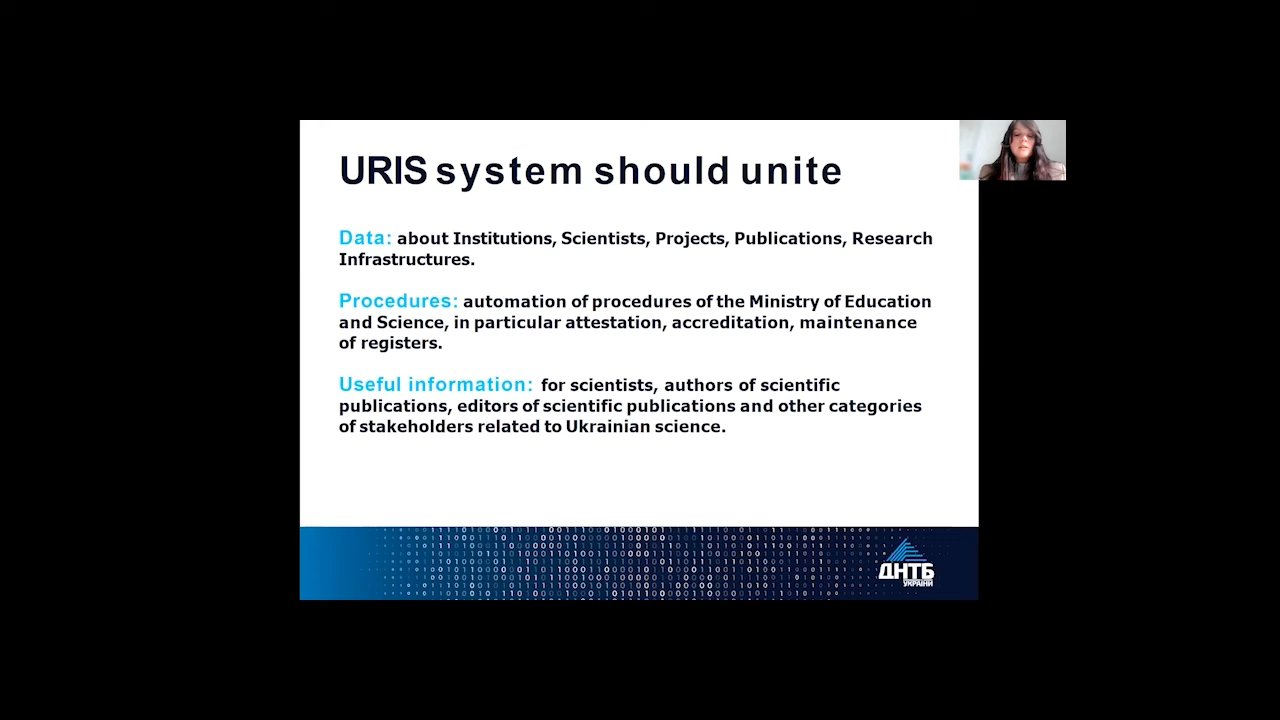 URIS system should unite
Data: about Institutions, Scientists, Projects, Publications, Research
Infrastructures.
Procedures: automation of procedures of the Ministry of Education
and Science, in particular attestation, accreditation, maintenance
of registers.
Useful information: for scientists, authors of scientific
publications, editors of scientific publications and other categories
of stakeholders related to Ukrainian science.
ДНТБ
УКРАЇНИ